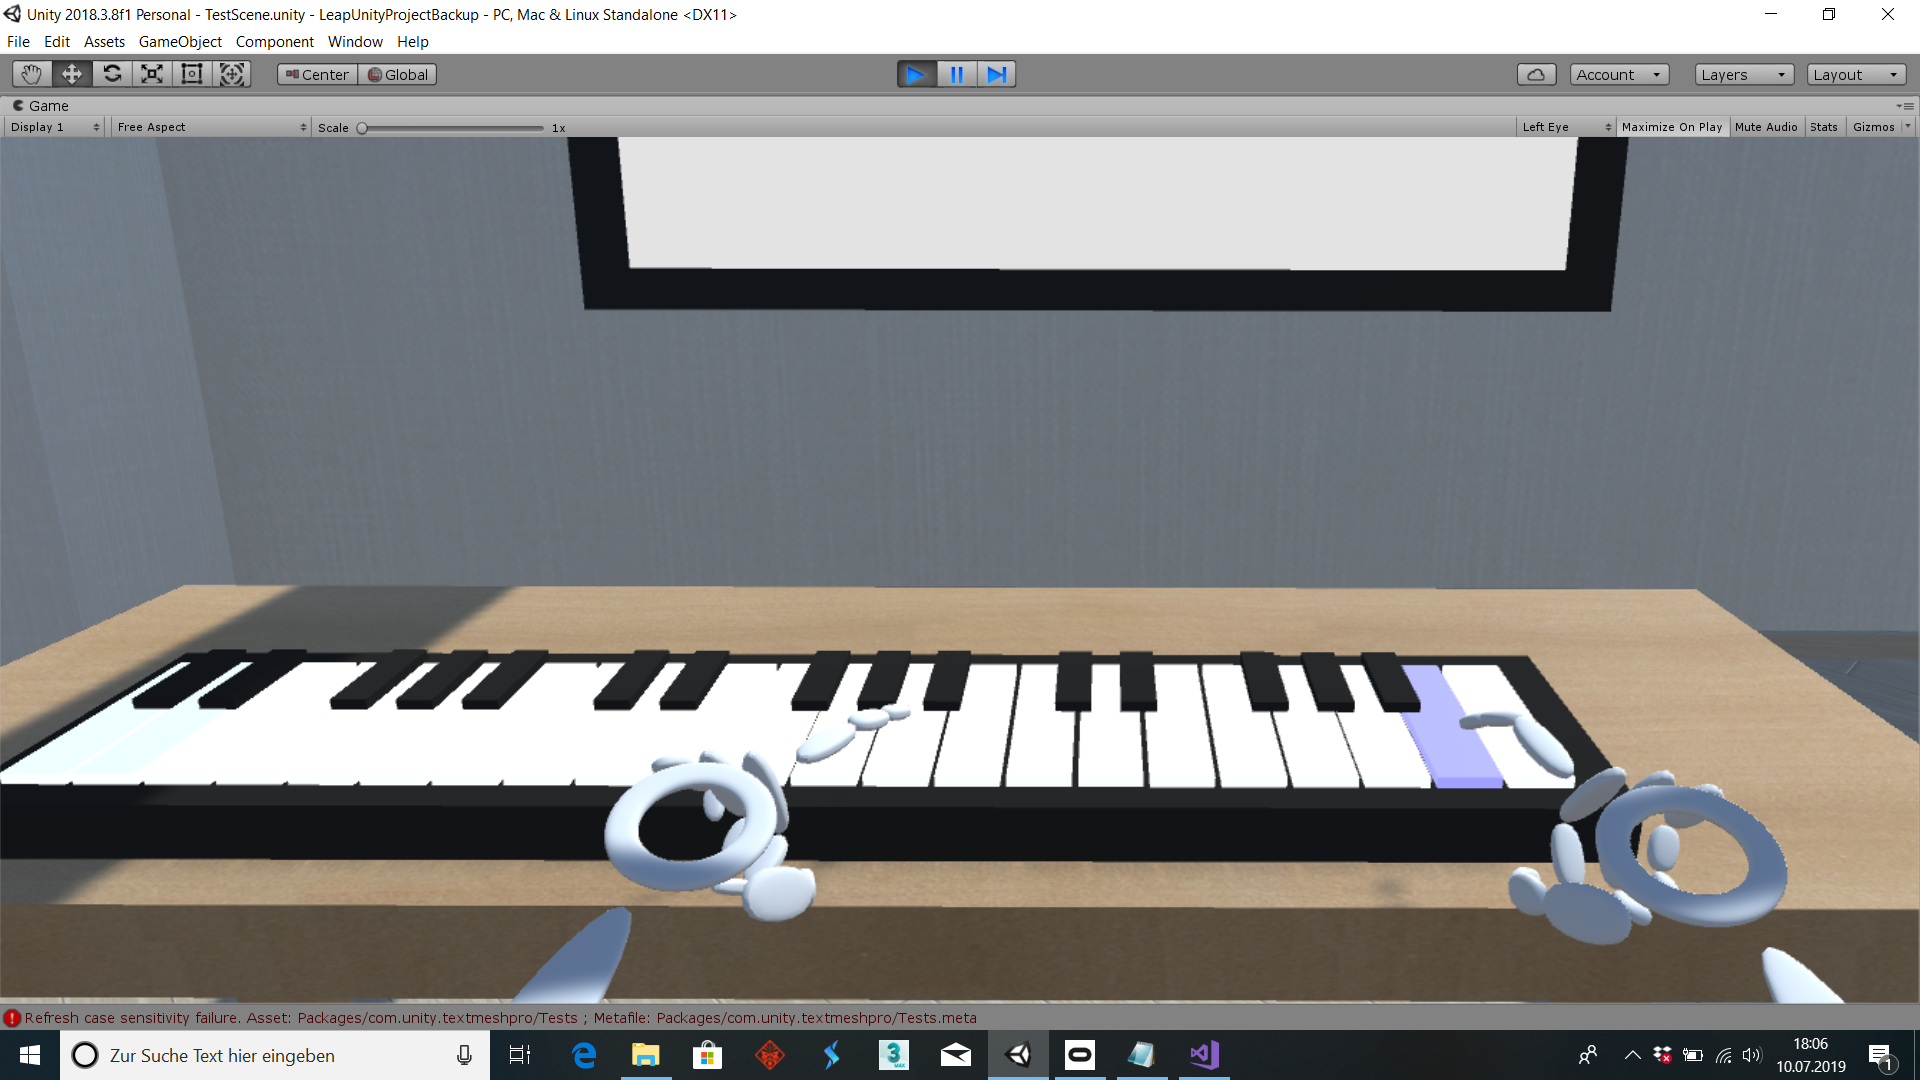 Unity 2018.3.8f1 Personal - TestScene.unity - LeapUnityProjectBackup - PC, Mac & Linux Standalone <DX11>
File Edit Assets GameObject Component Window Help
Center Global Account Layers Layout
Game
Display 1 Free Aspect Scale 1x Left Eye Maximize On Play Mute Audio Stats Gizmos
Refresh case sensitivity failure. Asset: Packages/com.unity.textmeshpro/Tests ; Metafile: Packages/com.unity.textmeshpro/Tests.meta
Zur Suche Text hier eingeben
3
MAX
18:06
10.07.2019
1